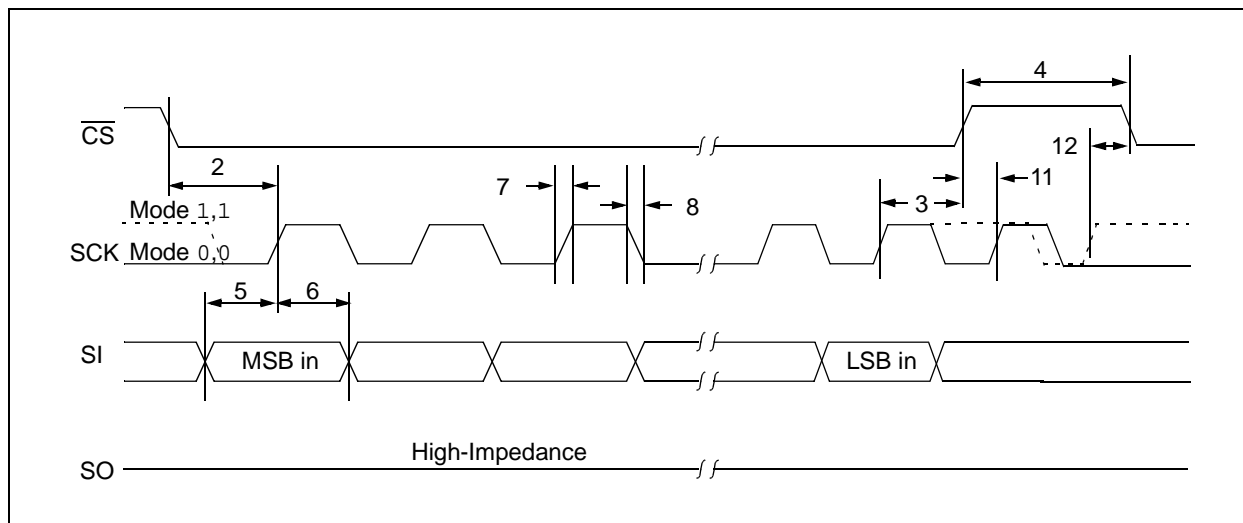 4
CS
12
2
7
11
8
3
Mode 1,1
SCK Mode 0,0
5
6
SI
MSB in
LSB in
High-Impedance
SO